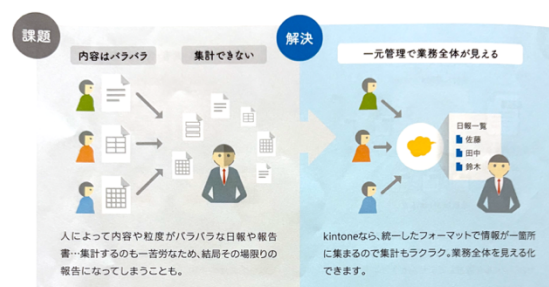 課題
内容はバラバラ
集計できない
人によって内容や粒度がバラバラな日報や報告
書…集計するのも一苦労なため、結局その場限りの
報告になってしまうことも。
解決
一元管理で業務全体が見える
日報一覧
佐藤
田中
鈴木
kintoneなら、統一したフォーマットで情報が一箇所
に集まるので集計もラクラク。業務全体を見える化
できます。